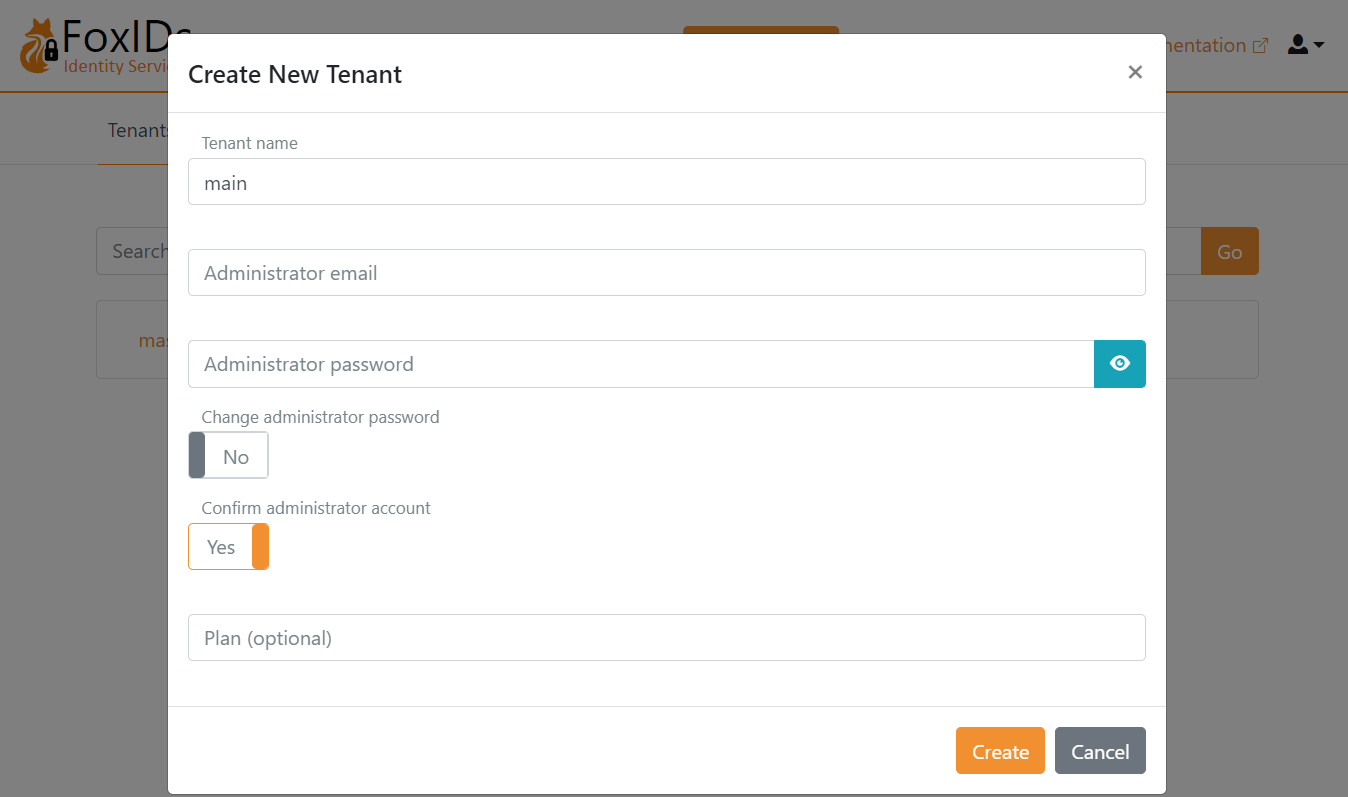 FoxIDs
Identity Servi
mentation
Create New Tenant
×
Tenants
Tenant name
main
Search
Go
Administrator email
mas
Administrator password
Change administrator password
No
Confirm administrator account
Yes
Plan (optional)
Create
Cancel